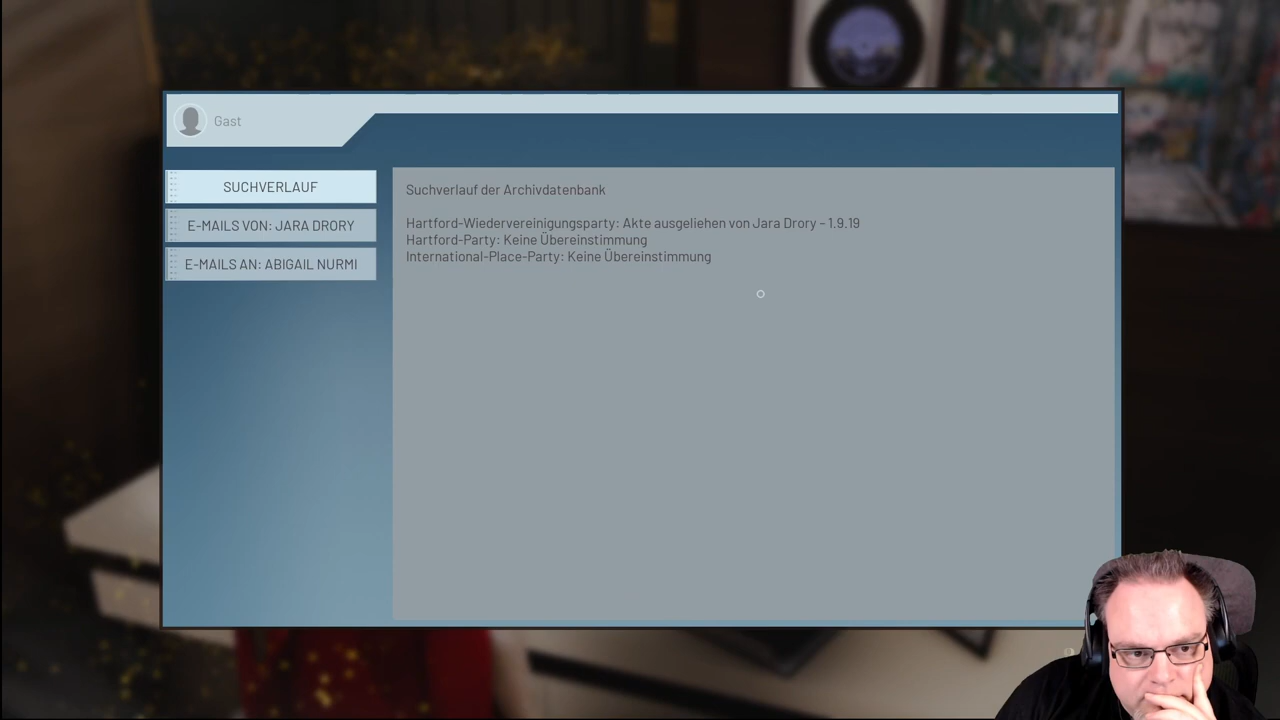 Gast
SUCHVERLAUF
E-MAILS VON: JARA DRORY
E-MAILS AN: ABIGAIL NURMI
Suchverlauf der Archivdatenbank
Hartford-Wiedervereinigungsparty: Akte ausgeliehen von Jara Drory – 1.9.19
Hartford-Party: Keine Übereinstimmung
International-Place-Party: Keine Übereinstimmung